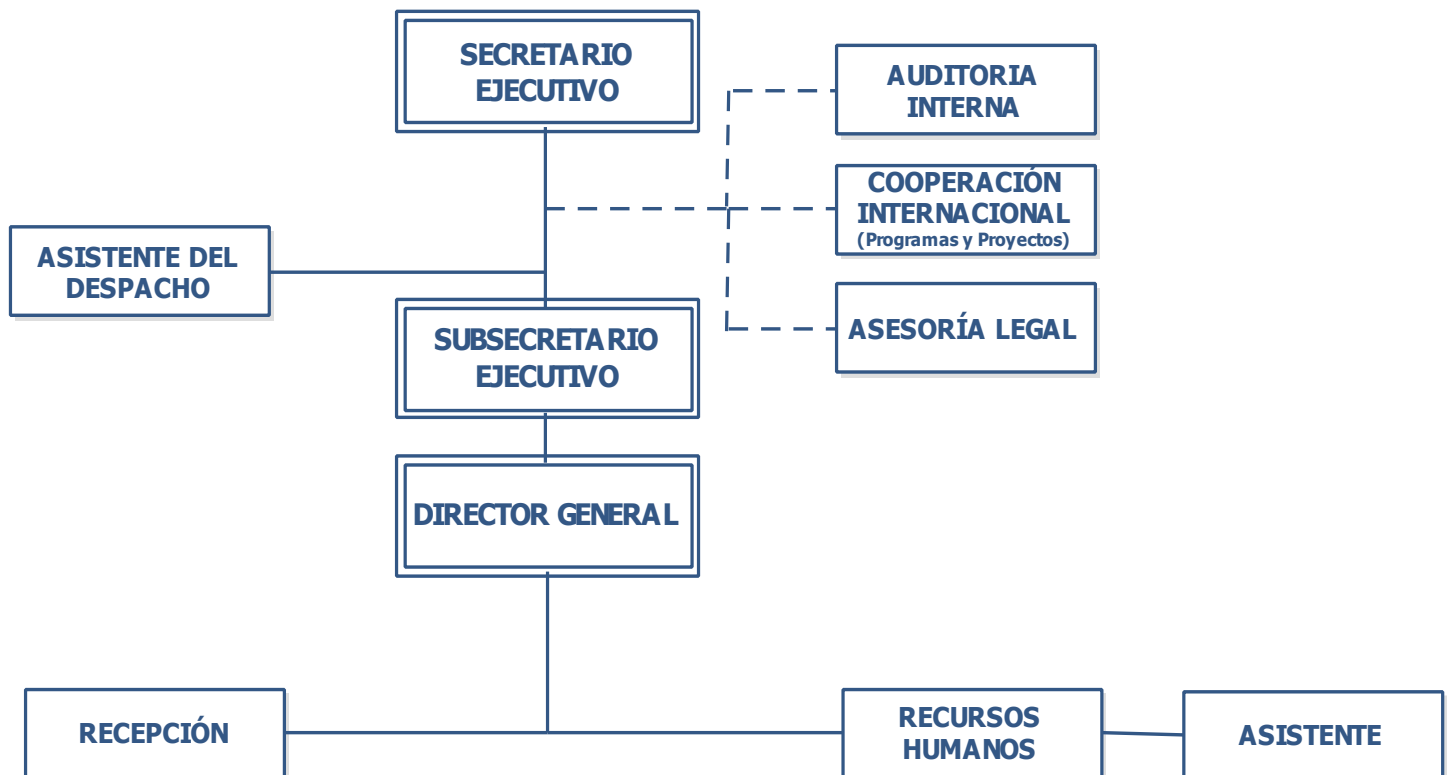 SECRETARIO
EJECUTIVO
AUDITORIA
INTERNA
COOPERACIÓN
INTERNACIONAL
(Programas y Proyectos)
ASISTENTE DEL
DESPACHO
ASESORÍA LEGAL
SUBSECRETARIO
EJECUTIVO
DIRECTOR GENERAL
RECEPCIÓN
RECURSOS
HUMANOS
ASISTENTE